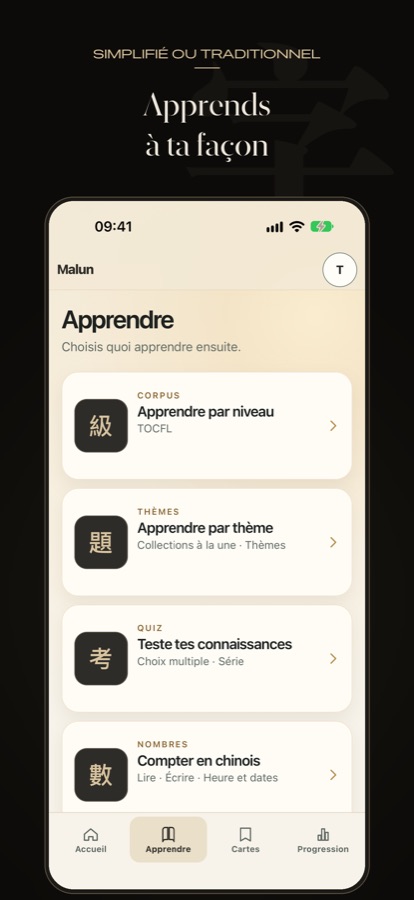 SIMPLIFIÉ OU TRADITIONNEL
Apprends
à ta façon
字
09:41
Malun
T
Apprendre
Choisis quoi apprendre ensuite.
CORPUS
級
Apprendre par niveau
TOCFL
THÈMES
題
Apprendre par thème
Collections à la une · Thèmes
QUIZ
考
Teste tes connaissances
Choix multiple · Série
NOMBRES
數
Compter en chinois
Lire · Écrire · Heure et dates
Accueil
Apprendre
Cartes
Progression